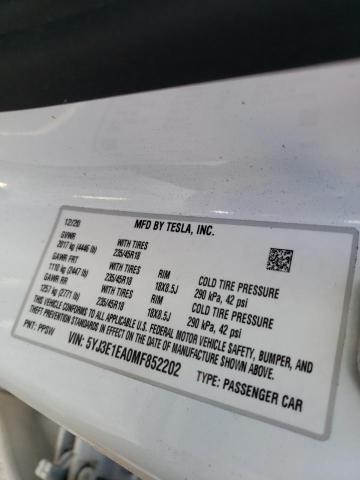 MFD BY TESLA, INC.
12/20
GVWR
2017 kg (4446 lb)
WITH TIRES
235/45R18
GAWR FRT
1110 kg (2447 lb)
WITH TIRES
235/45R18
RIM
18X8.5J
COLD TIRE PRESSURE
290 kPa, 42 psi
GAWR RR
1257 kg (2771 lb)
WITH TIRES
235/45R18
RIM
18X8.5J
COLD TIRE PRESSURE
290 kPa, 42 psi
THIS VEHICLE CONFORMS TO ALL APPLICABLE FEDERAL MOTOR VEHICLE SAFETY, BUMPER, AND
THEFT PREVENTION STANDARDS IN EFFECT ON THE DATE OF MANUFACTURE SHOWN ABOVE.
PNT: PPSW
VIN: 5YJ3E1EA0MF852202
TYPE: PASSENGER CAR